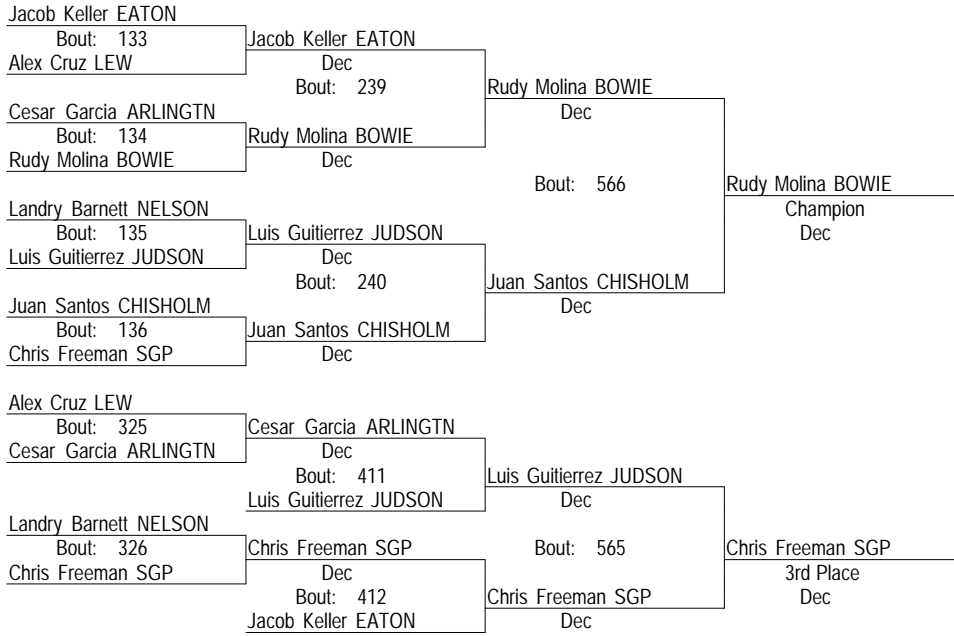 Jacob Keller EATON
Bout: 133
Jacob Keller EATON
Alex Cruz LEW
Dec
Bout: 239
Rudy Molina BOWIE
Cesar Garcia ARLINGTN
Dec
Bout: 134
Rudy Molina BOWIE
Rudy Molina BOWIE
Dec
Bout: 566
Rudy Molina BOWIE
Landry Barnett NELSON
Champion
Bout: 135
Luis Guitierrez JUDSON
Dec
Luis Guitierrez JUDSON
Dec
Bout: 240
Juan Santos CHISHOLM
Juan Santos CHISHOLM
Dec
Bout: 136
Juan Santos CHISHOLM
Chris Freeman SGP
Dec
Alex Cruz LEW
Bout: 325
Cesar Garcia ARLINGTN
Cesar Garcia ARLINGTN
Dec
Bout: 411
Luis Guitierrez JUDSON
Luis Guitierrez JUDSON
Dec
Landry Barnett NELSON
Bout: 326
Chris Freeman SGP
Bout: 565
Chris Freeman SGP
Chris Freeman SGP
Dec
3rd Place
Bout: 412
Chris Freeman SGP
Dec
Jacob Keller EATON
Dec